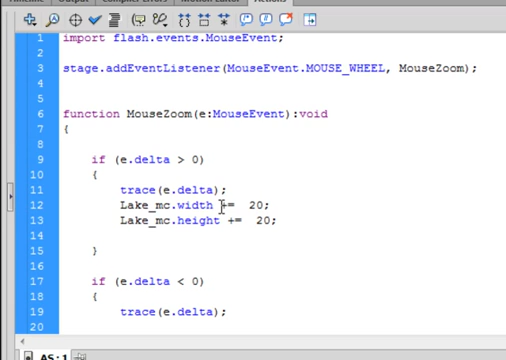 Timeline Output Compiler Errors Motion Editor Actions
1 import flash.events.MouseEvent;
2
3 stage.addEventListener(MouseEvent.MOUSE_WHEEL, MouseZoom);
4
5
6 function MouseZoom(e:MouseEvent):void
7 {
8
9 if (e.delta > 0)
10 {
11 trace(e.delta);
12 Lake_mc.width += 20;
13 Lake_mc.height += 20;
14
15 }
16
17 if (e.delta < 0)
18 {
19 trace(e.delta);
20
AS:1